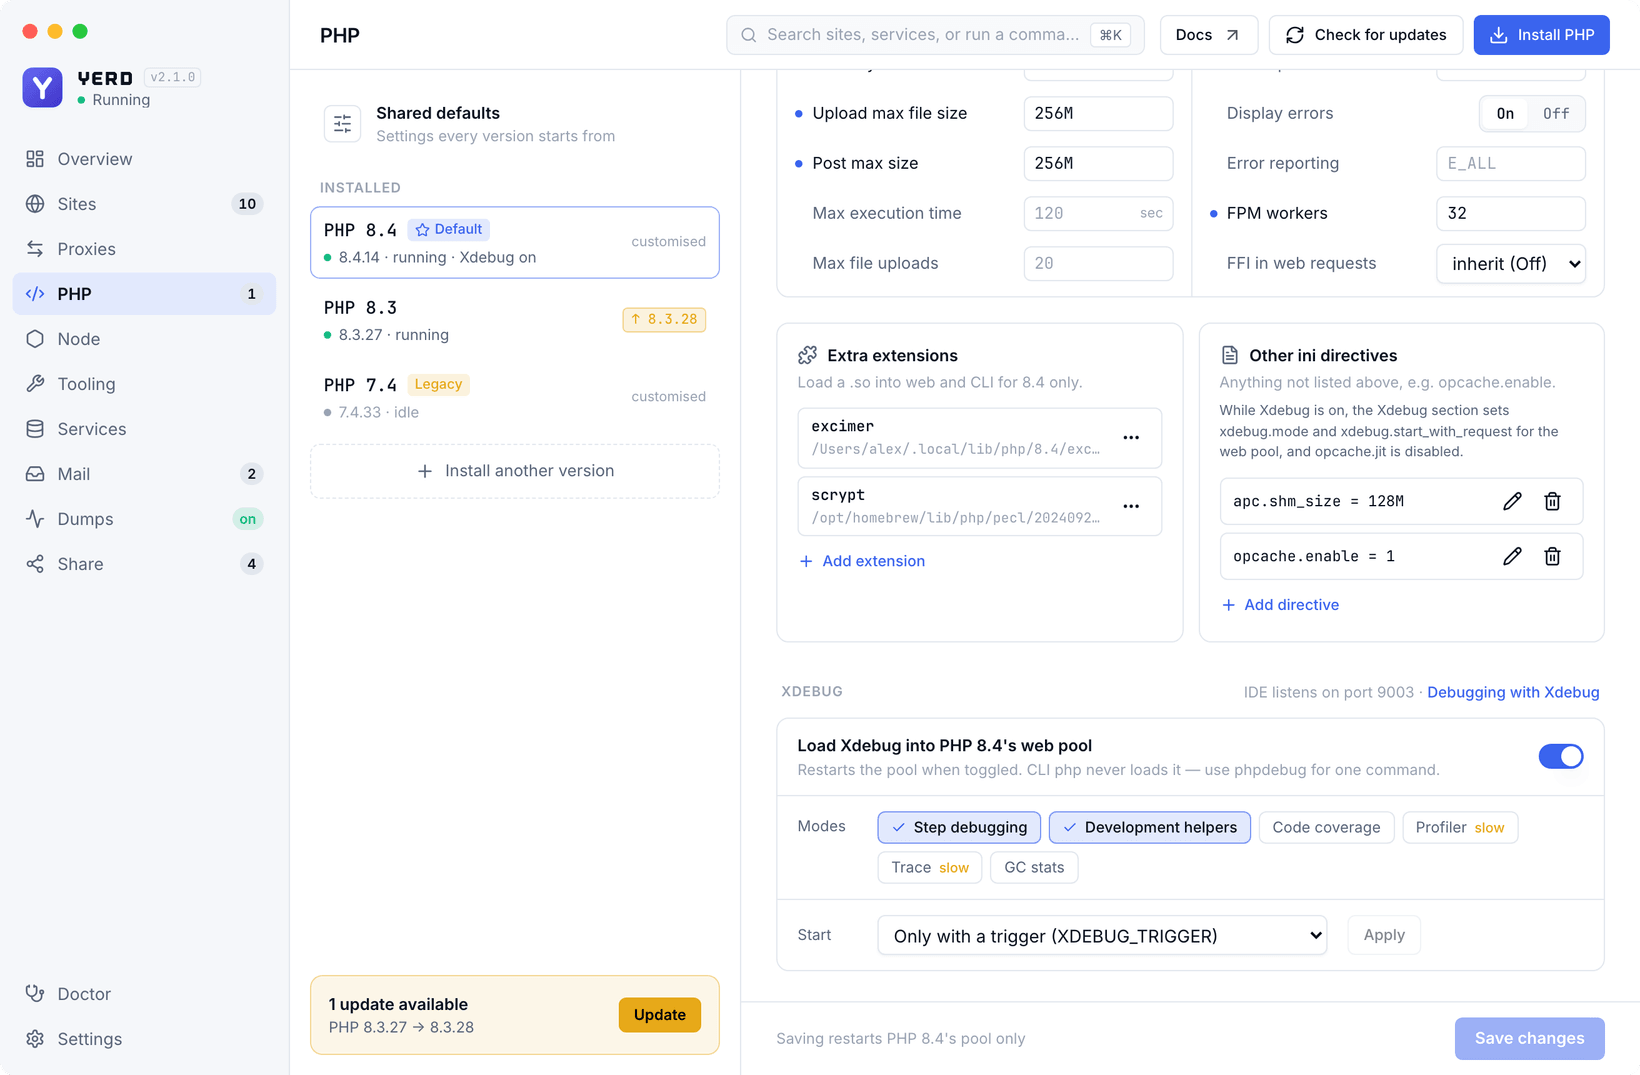 YERD v2.1.0
Running
Overview
Sites 10
Proxies
PHP 1
Node
Tooling
Services
Mail 2
Dumps on
Share 4
Doctor
Settings
PHP
Search sites, services, or run a comma... ⌘K
Docs
Check for updates
Install PHP
Shared defaults
Settings every version starts from
INSTALLED
PHP 8.4 Default
8.4.14 · running · Xdebug on
customised
PHP 8.3
8.3.27 · running
↑ 8.3.28
PHP 7.4 Legacy
7.4.33 · idle
customised
Install another version
1 update available
PHP 8.3.27 → 8.3.28
Update
Upload max file size 256M
Post max size 256M
Max execution time 120 sec
Max file uploads 20
Display errors On Off
Error reporting E_ALL
FPM workers 32
FFI in web requests inherit (Off)
Extra extensions
Load a .so into web and CLI for 8.4 only.
excimer
/Users/alex/.local/lib/php/8.4/exc…
scrypt
/opt/homebrew/lib/php/pecl/2024092…
Add extension
Other ini directives
Anything not listed above, e.g. opcache.enable.
While Xdebug is on, the Xdebug section sets
xdebug.mode and xdebug.start_with_request for the
web pool, and opcache.jit is disabled.
apc.shm_size = 128M
opcache.enable = 1
Add directive
XDEBUG
IDE listens on port 9003 · Debugging with Xdebug
Load Xdebug into PHP 8.4's web pool
Restarts the pool when toggled. CLI php never loads it — use phpdebug for one command.
Modes Step debugging Development helpers Code coverage Profiler slow
Trace slow GC stats
Start Only with a trigger (XDEBUG_TRIGGER) Apply
Saving restarts PHP 8.4's pool only
Save changes